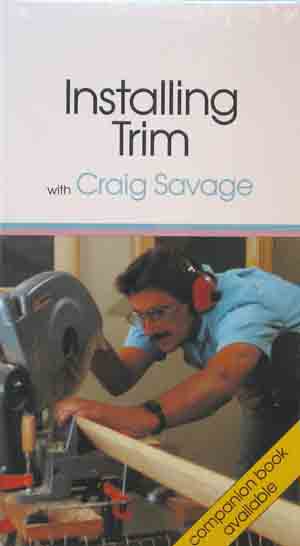 Installing
Trim
with Craig Savage
companion book
available